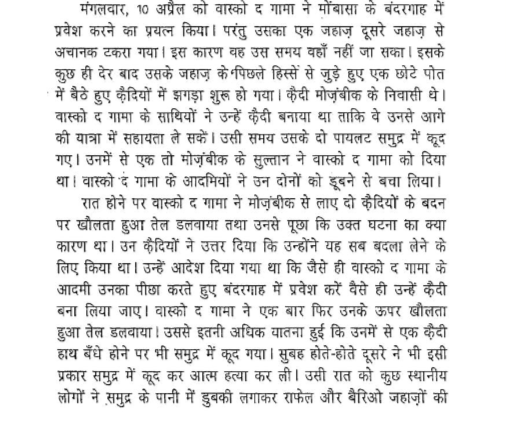 मंगलवार, 10 अप्रैल को वास्को द गामा ने मोंबासा के बंदरगाह में
प्रवेश करने का प्रयत्न किया। परंतु उसका एक जहाज़ दूसरे जहाज़ से
अचानक टकरा गया। इस कारण वह उस समय वहाँ नहीं जा सका। इसके
कुछ ही देर बाद उसके जहाज़ के पिछले हिस्से से जुड़े हुए एक छोटे पोत
में बैठे हुए क़ैदियों में झगड़ा शुरू हो गया। क़ैदी मोज़ंबीक के निवासी थे।
वास्को द गामा के साथियों ने उन्हें क़ैदी बनाया था ताकि वे उनसे आगे
की यात्रा में सहायता ले सकें। उसी समय उसके दो पायलट समुद्र में कूद
गए। उनमें से एक तो मोज़ंबीक के सुल्तान ने वास्को द गामा को दिया
था। वास्को द गामा के आदमियों ने उन दोनों को डूबने से बचा लिया।
रात होने पर वास्को द गामा ने मोज़ंबीक से लाए दो क़ैदियों के बदन
पर खौलता हुआ तेल डलवाया तथा उनसे पूछा कि उक्त घटना का क्या
कारण था। उन क़ैदियों ने उत्तर दिया कि उन्होंने यह सब बदला लेने के
लिए किया था। उन्हें आदेश दिया गया था कि जैसे ही वास्को द गामा के
आदमी उनका पीछा करते हुए बंदरगाह में प्रवेश करें वैसे ही उन्हें क़ैदी
बना लिया जाए। वास्को द गामा ने एक बार फिर उनके ऊपर खौलता
हुआ तेल डलवाया। उससे इतनी अधिक यातना हुई कि उनमें से एक क़ैदी
हाथ बँधे होने पर भी समुद्र में कूद गया। सुबह होते-होते दूसरे ने भी इसी
प्रकार समुद्र में कूद कर आत्म हत्या कर ली। उसी रात को कुछ स्थानीय
लोगों ने समुद्र के पानी में डुबकी लगाकर राफेल और बैरिओ जहाज़ों की